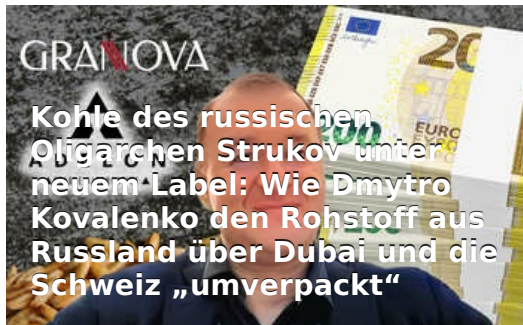 GRANOVA
EURO
Kohle des russischen
Oligarchen Strukov unter
neuem Label: Wie Dmytro
Kovalenko den Rohstoff aus
Russland über Dubai und die
Schweiz „umverpackt“